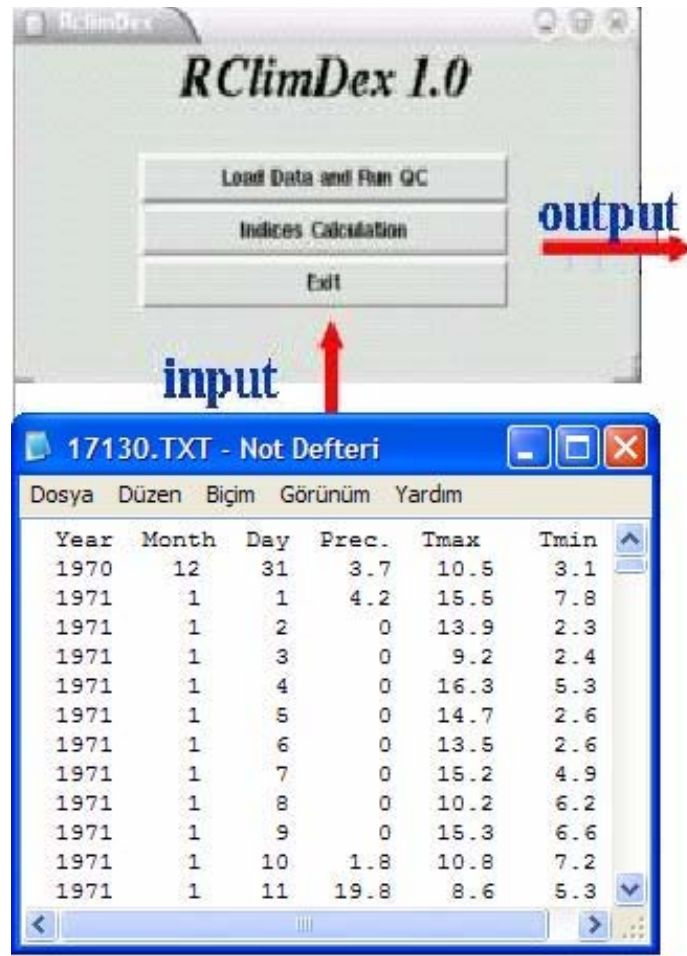 RClimDex
RClimDex 1.0
Load Data and Run QC
Indices Calculation
Exit
output
input
17130.TXT - Not Defteri
Dosya Düzen Biçim Görünüm Yardım
Year Month Day Prec. Tmax Tmin
1970 12 31 3.7 10.5 3.1
1971 1 1 4.2 15.5 7.8
1971 1 2 0 13.9 2.3
1971 1 3 0 9.2 2.4
1971 1 4 0 16.3 5.3
1971 1 5 0 14.7 2.6
1971 1 6 0 13.5 2.6
1971 1 7 0 15.2 4.9
1971 1 8 0 10.2 6.2
1971 1 9 0 15.3 6.6
1971 1 10 1.8 10.8 7.2
1971 1 11 19.8 8.6 5.3